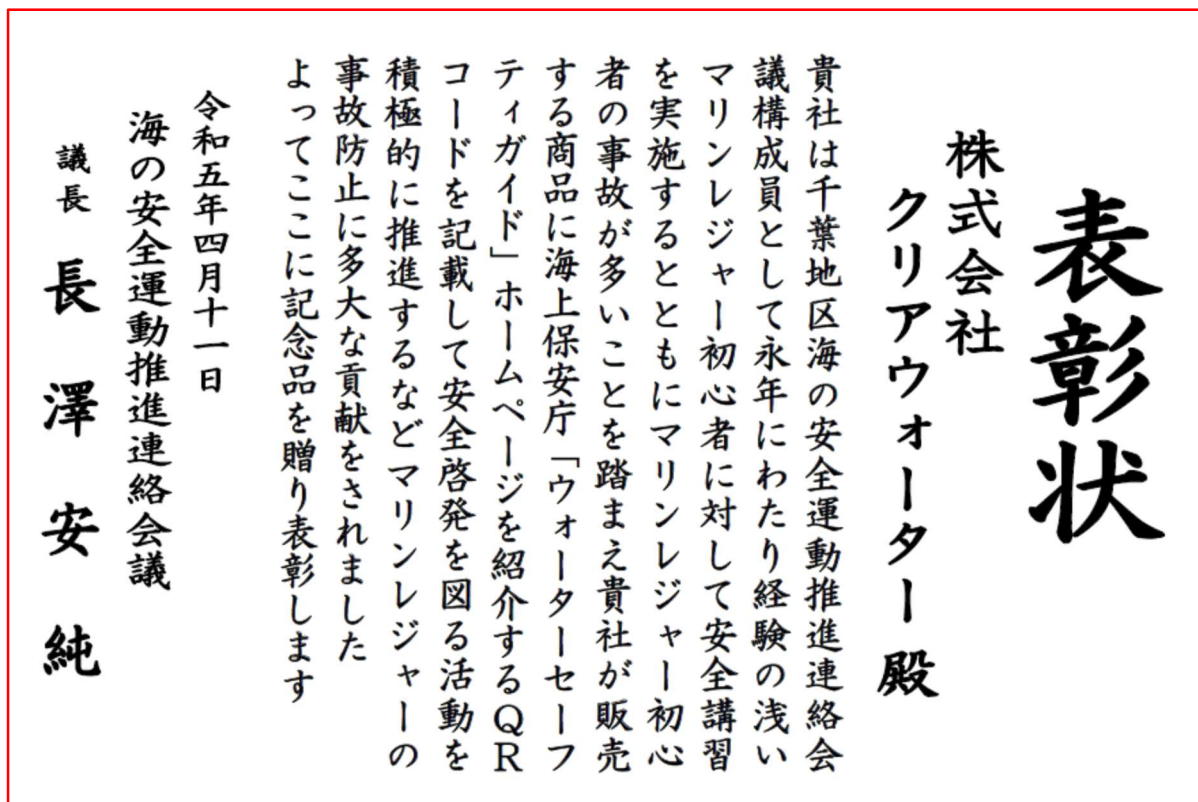 表彰状
株式会社
クリアウォーター殿
貴社は千葉地区海の安全運動推進連絡会
議構成員として永年にわたり経験の浅い
マリンレジャー初心者に対して安全講習
を実施するとともにマリンレジャー初心
者の事故が多いことを踏まえ貴社が販売
する商品に海上保安庁「ウォーターセーフ
ティガイド」ホームページを紹介するQR
コードを記載して安全啓発を図る活動を
積極的に推進するなどマリンレジャーの
事故防止に多大な貢献をされました
よってここに記念品を贈り表彰します
令和五年四月十一日
海の安全運動推進連絡会議
議長 長澤安純